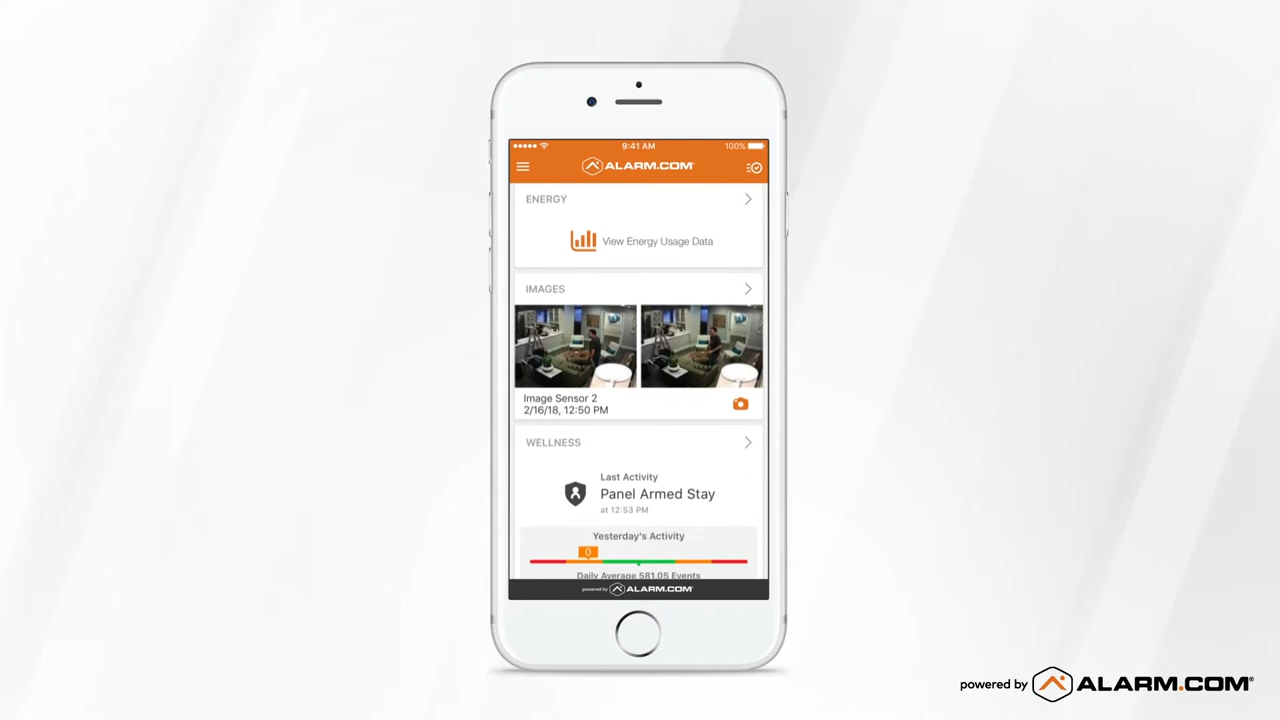 9:41 AM
100%
ALARM.COM®
ENERGY
View Energy Usage Data
IMAGES
Image Sensor 2
2/16/18, 12:50 PM
WELLNESS
Last Activity
Panel Armed Stay
at 12:53 PM
Yesterday's Activity
0
Daily Average 581.05 Events
powered by ALARM.COM
powered by ALARM.COM®